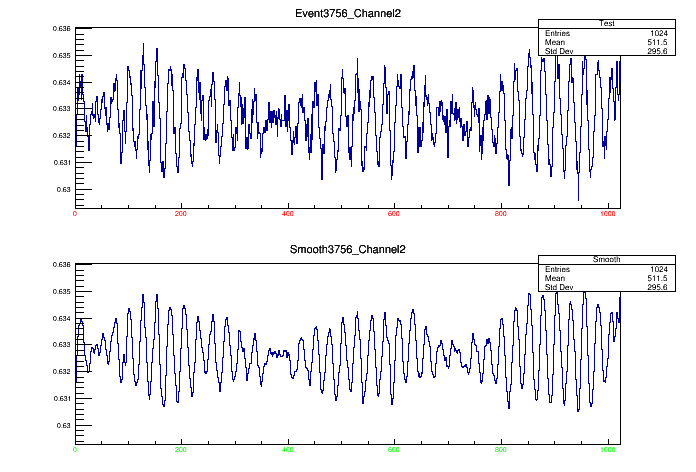 Event3756_Channel2
Test
Entries 1024
Mean 511.5
Std Dev 295.6
0.636
0.635
0.634
0.633
0.632
0.631
0.63
0 200 400 600 800 1000
Smooth3756_Channel2
Smooth
Entries 1024
Mean 511.5
Std Dev 295.6
0.636
0.635
0.634
0.633
0.632
0.631
0.63
0 200 400 600 800 1000